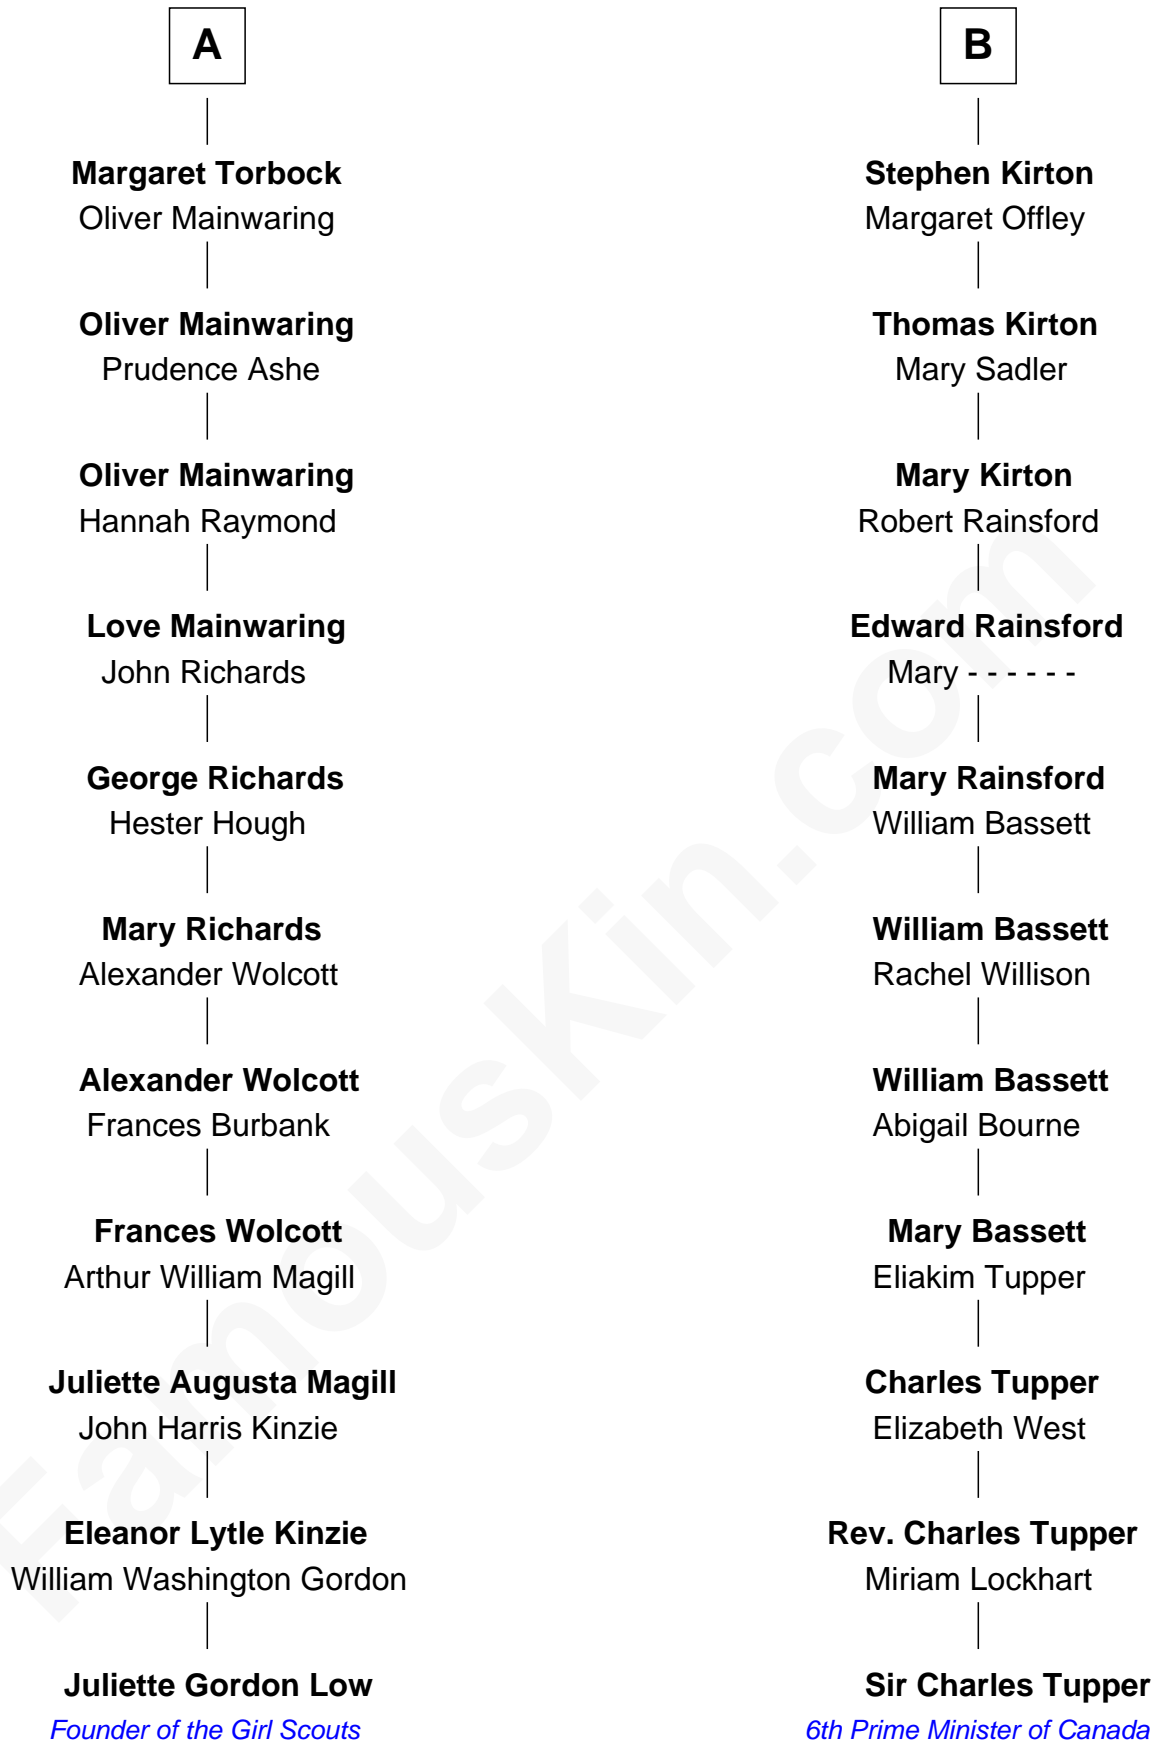 A
Margaret Torbock
Oliver Mainwaring
Oliver Mainwaring
Prudence Ashe
Oliver Mainwaring
Hannah Raymond
Love Mainwaring
John Richards
George Richards
Hester Hough
Mary Richards
Alexander Wolcott
Alexander Wolcott
Frances Burbank
Frances Wolcott
Arthur William Magill
Juliette Augusta Magill
John Harris Kinzie
Eleanor Lytle Kinzie
William Washington Gordon
Juliette Gordon Low
Founder of the Girl Scouts
B
Stephen Kirton
Margaret Offley
Thomas Kirton
Mary Sadler
Mary Kirton
Robert Rainsford
Edward Rainsford
Mary - - - - - -
Mary Rainsford
William Bassett
William Bassett
Rachel Willison
William Bassett
Abigail Bourne
Mary Bassett
Eliakim Tupper
Charles Tupper
Elizabeth West
Rev. Charles Tupper
Miriam Lockhart
Sir Charles Tupper
6th Prime Minister of Canada
FamousKin.com